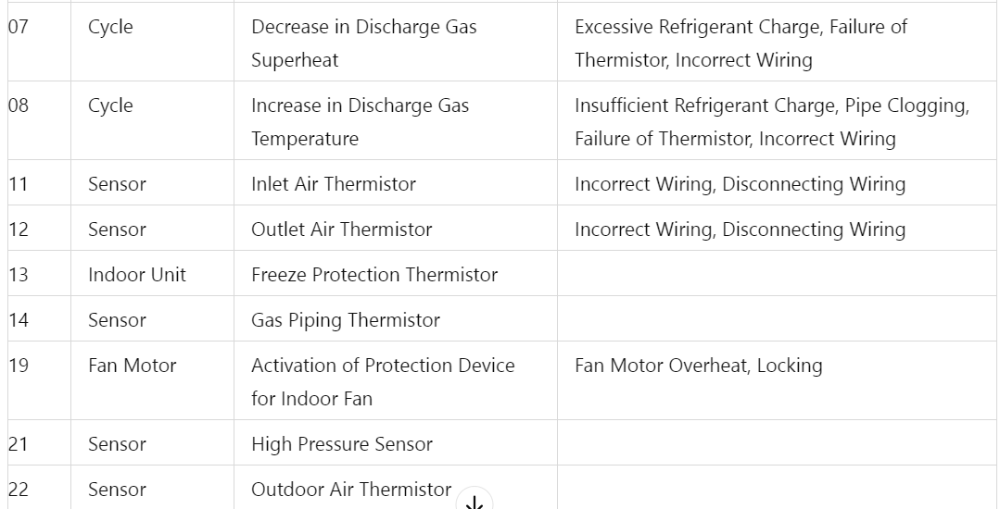 07 Cycle Decrease in Discharge Gas Excessive Refrigerant Charge, Failure of
Superheat Thermistor, Incorrect Wiring
08 Cycle Increase in Discharge Gas Insufficient Refrigerant Charge, Pipe Clogging,
Temperature Failure of Thermistor, Incorrect Wiring
11 Sensor Inlet Air Thermistor Incorrect Wiring, Disconnecting Wiring
12 Sensor Outlet Air Thermistor Incorrect Wiring, Disconnecting Wiring
13 Indoor Unit Freeze Protection Thermistor
14 Sensor Gas Piping Thermistor
19 Fan Motor Activation of Protection Device Fan Motor Overheat, Locking
for Indoor Fan
21 Sensor High Pressure Sensor
22 Sensor Outdoor Air Thermistor